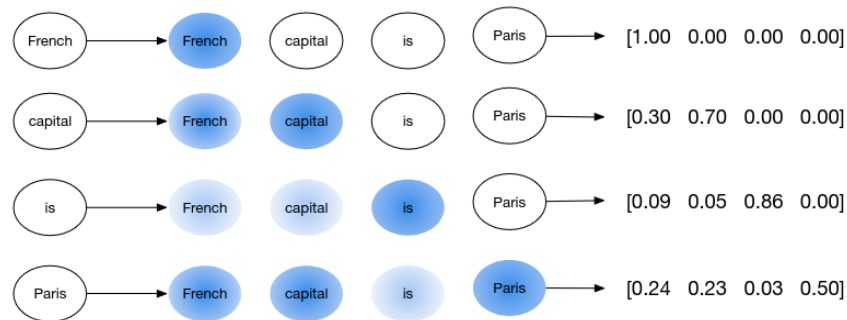 French French capital is Paris [1.00 0.00 0.00 0.00]
capital French capital is Paris [0.30 0.70 0.00 0.00]
is French capital is Paris [0.09 0.05 0.86 0.00]
Paris French capital is Paris [0.24 0.23 0.03 0.50]